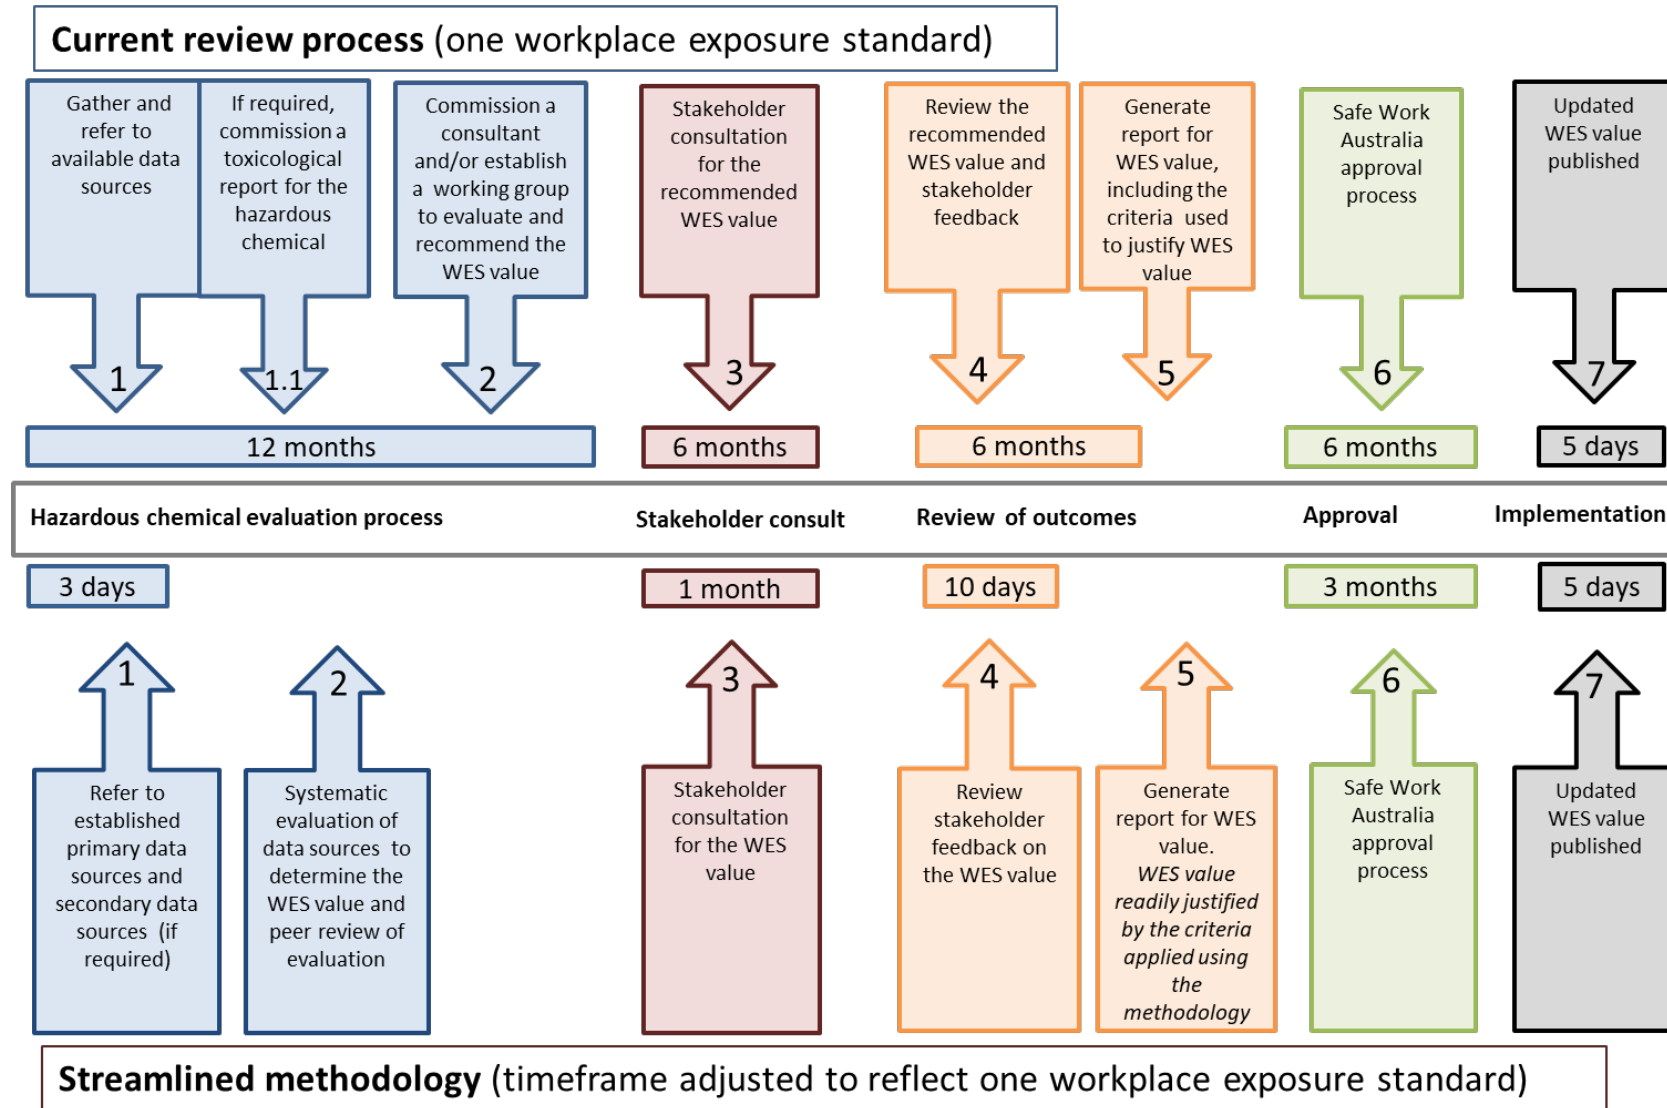 Current review process (one workplace exposure standard)
Gather and
refer to
available data
sources
If required,
commission a
toxicological
report for the
hazardous
chemical
Commission a
consultant
and/or establish
a working group
to evaluate and
recommend the
WES value
Stakeholder
consultation
for the
recommended
WES value
Review the
recommended
WES value and
stakeholder
feedback
Generate
report for
WES value,
including the
criteria used
to justify WES
value
Safe Work
Australia
approval
process
Updated
WES value
published
1
1.1
2
3
4
5
6
7
12 months
6 months
6 months
6 months
5 days
Hazardous chemical evaluation process
Stakeholder consult
Review of outcomes
Approval
Implementation
3 days
1 month
10 days
3 months
5 days
1
2
3
4
5
6
7
Refer to
established
primary data
sources and
secondary data
sources (if
required)
Systematic
evaluation of
data sources to
determine the
WES value and
peer review of
evaluation
Stakeholder
consultation
for the WES
value
Review
stakeholder
feedback on
the WES value
Generate
report for WES
value.
WES value
readily justified
by the criteria
applied using
the
methodology
Safe Work
Australia
approval
process
Updated
WES value
published
Streamlined methodology (timeframe adjusted to reflect one workplace exposure standard)